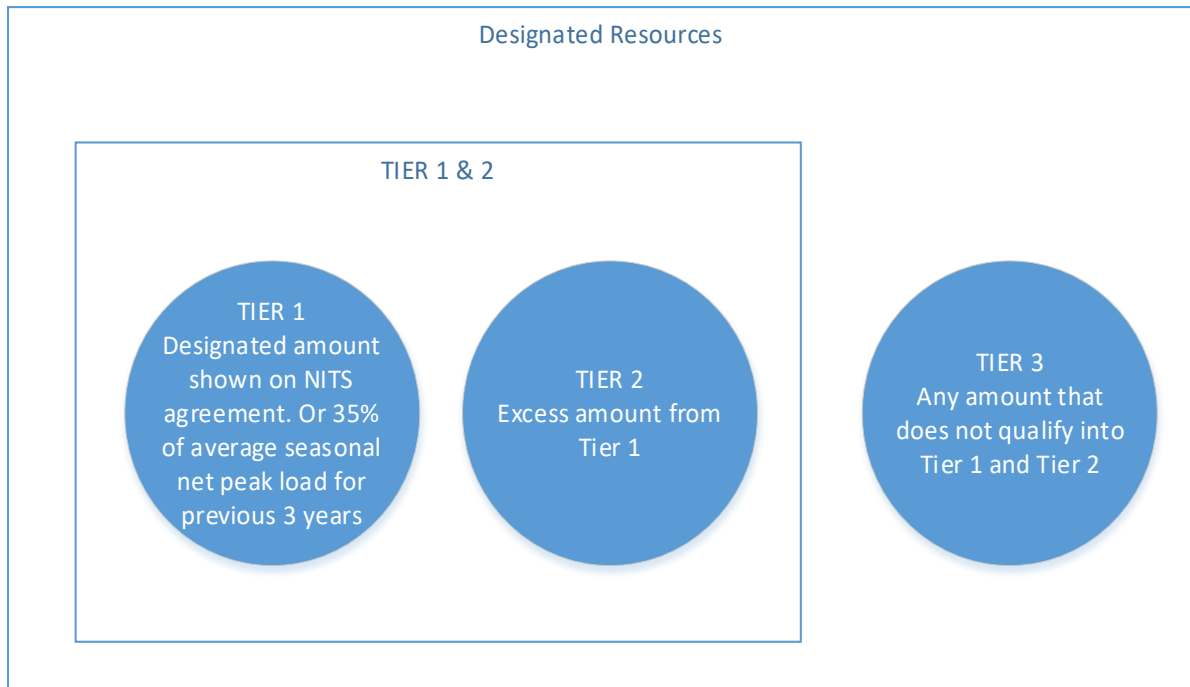 Designated Resources
TIER 1 & 2
TIER 1
Designated amount
shown on NITS
agreement. Or 35%
of average seasonal
net peak load for
previous 3 years
TIER 2
Excess amount from
Tier 1
TIER 3
Any amount that
does not qualify into
Tier 1 and Tier 2